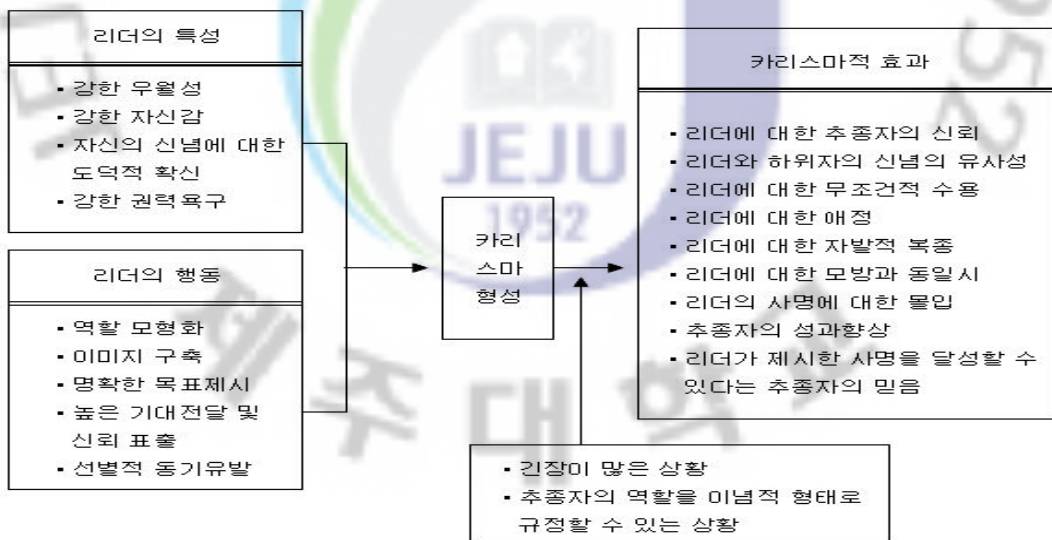 리더의 특성
▪ 강한 우월성
▪ 강한 자신감
▪ 자신의 신념에 대한
도덕적 확신
▪ 강한 권력욕구
리더의 행동
▪ 역할 모형화
▪ 이미지 구축
▪ 명확한 목표제시
▪ 높은 기대전달 및
신뢰 표출
▪ 선별적 동기유발
카리
스마
형성
카리스마적 효과
▪ 리더에 대한 추종자의 신뢰
▪ 리더와 하위자의 신념의 유사성
▪ 리더에 대한 무조건적 수용
▪ 리더에 대한 애정
▪ 리더에 대한 자발적 복종
▪ 리더에 대한 모방과 동일시
▪ 리더의 사명에 대한 몰입
▪ 추종자의 성과향상
▪ 리더가 제시한 사명을 달성할 수
있다는 추종자의 믿음
▪ 긴장이 많은 상황
▪ 추종자의 역할을 이념적 형태로
규정할 수 있는 상황
JEJU
1952
제주대학교
952